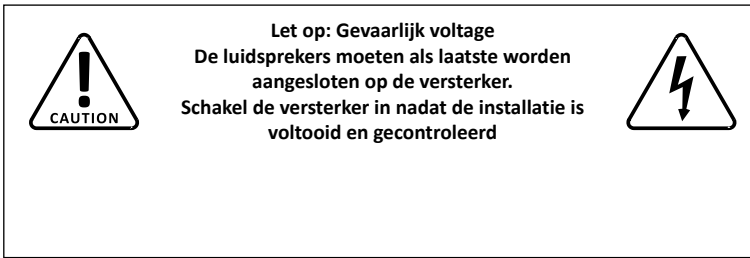 Let op: Gevaarlijk voltage
De luidsprekers moeten als laatste worden
aangesloten op de versterker.
Schakel de versterker in nadat de installatie is
voltooid en gecontroleerd
CAUTION